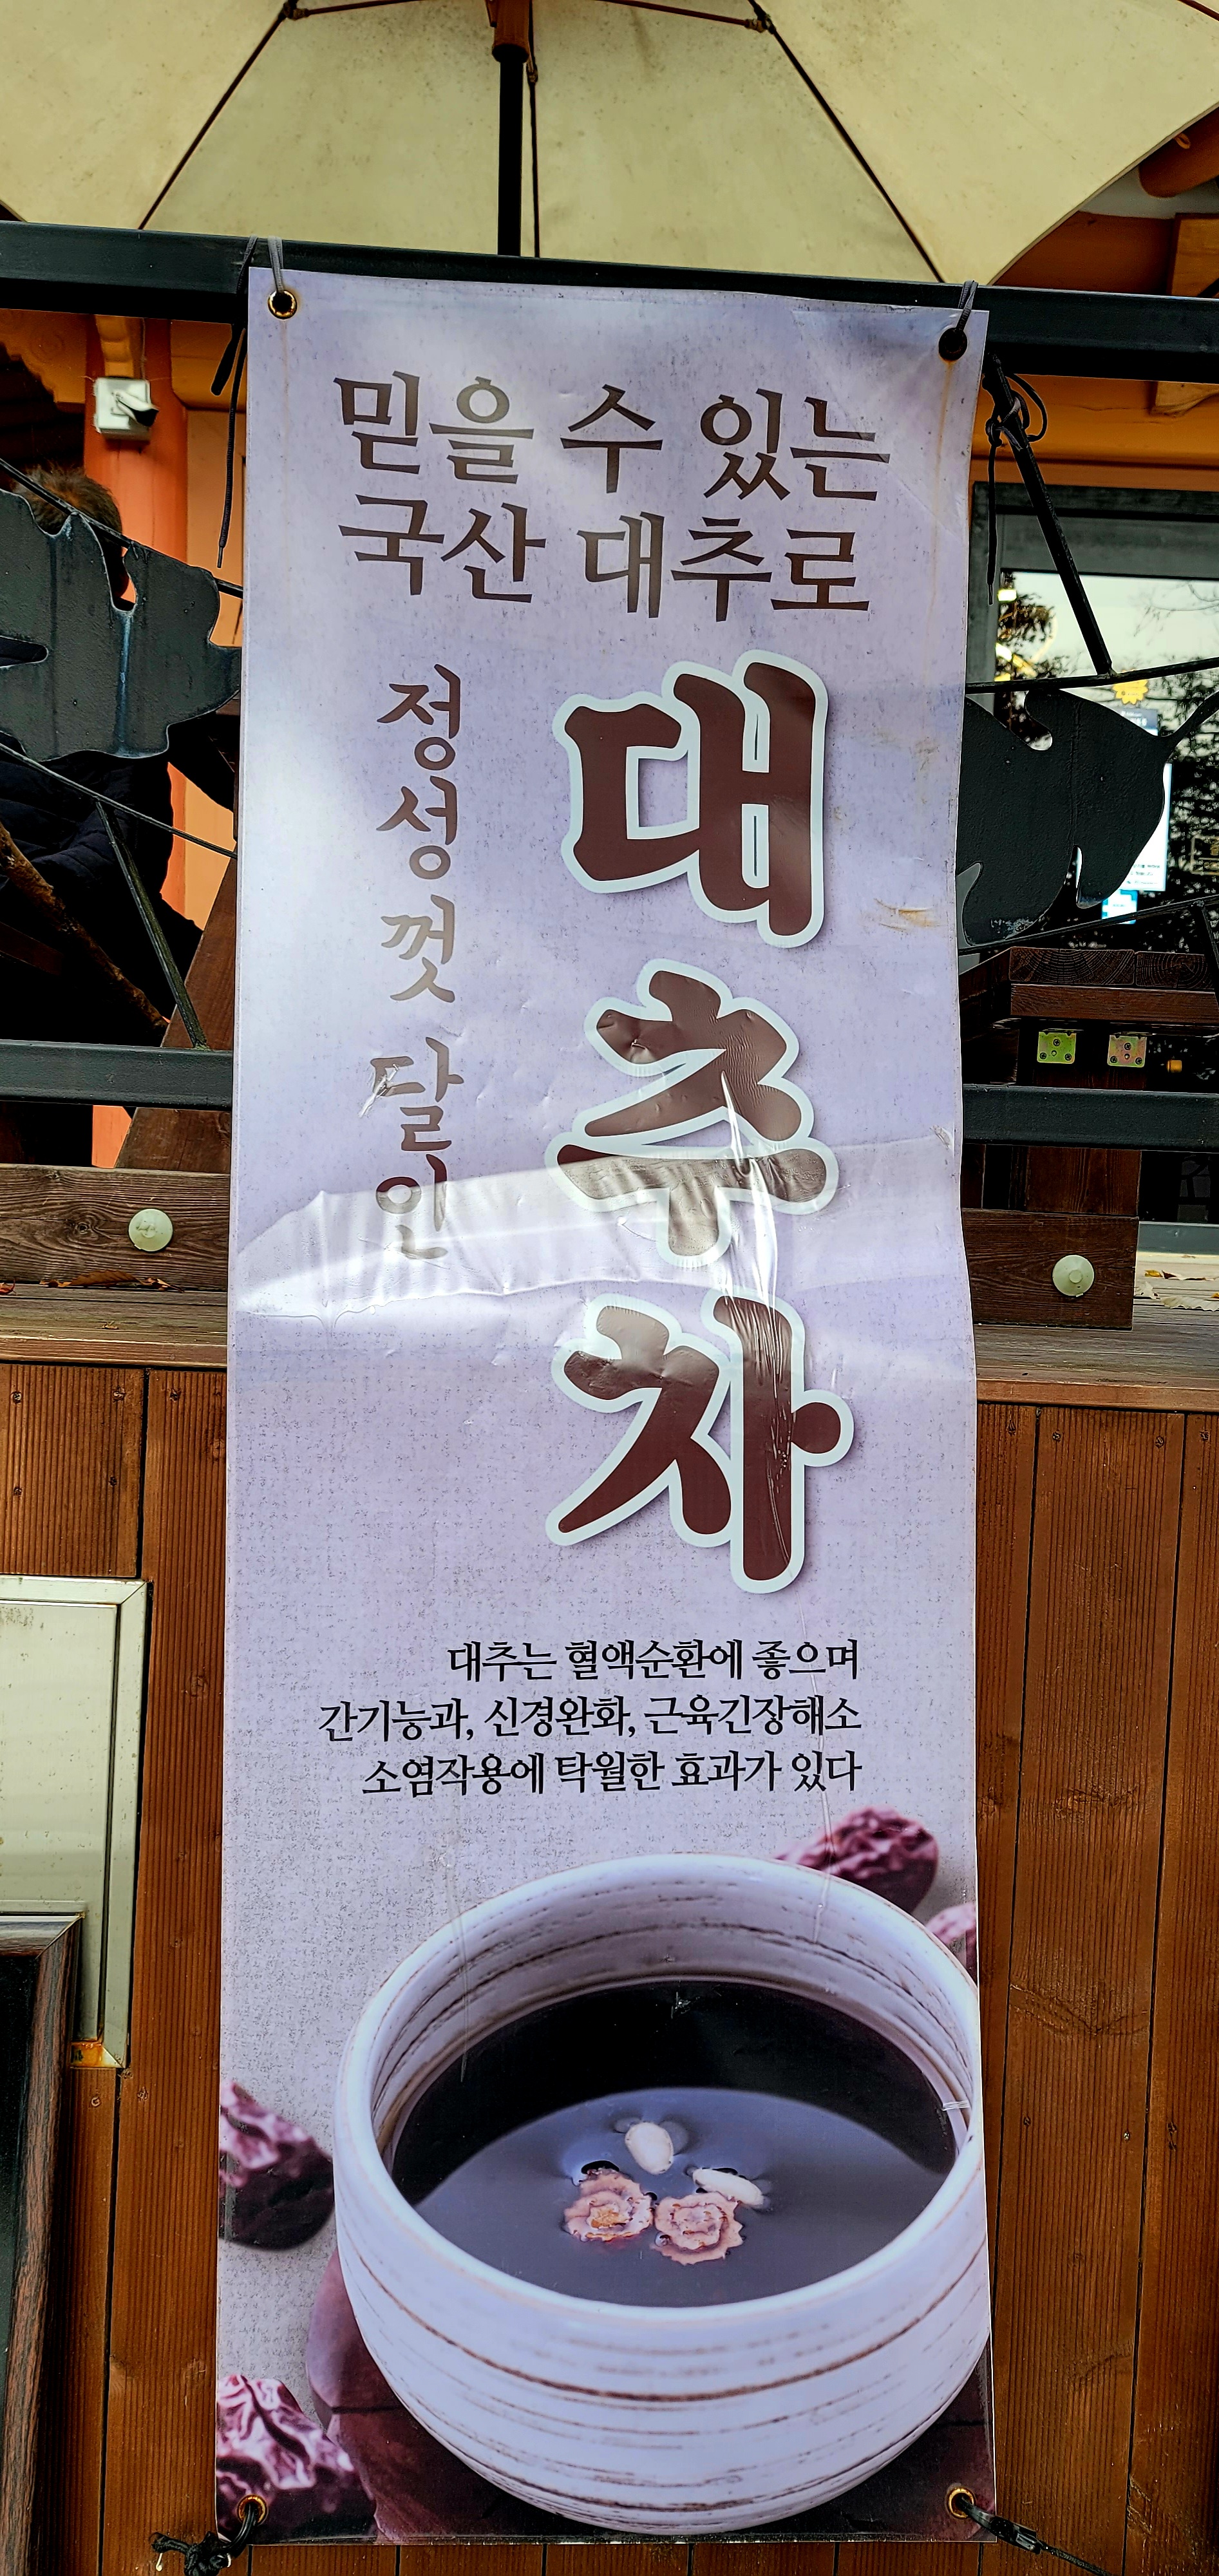 믿을 수 있는
국산 대추로
정성껏 달인
대추차
대추는 혈액순환에 좋으며
간기능과, 신경완화, 근육긴장해소
소염작용에 탁월한 효과가 있다